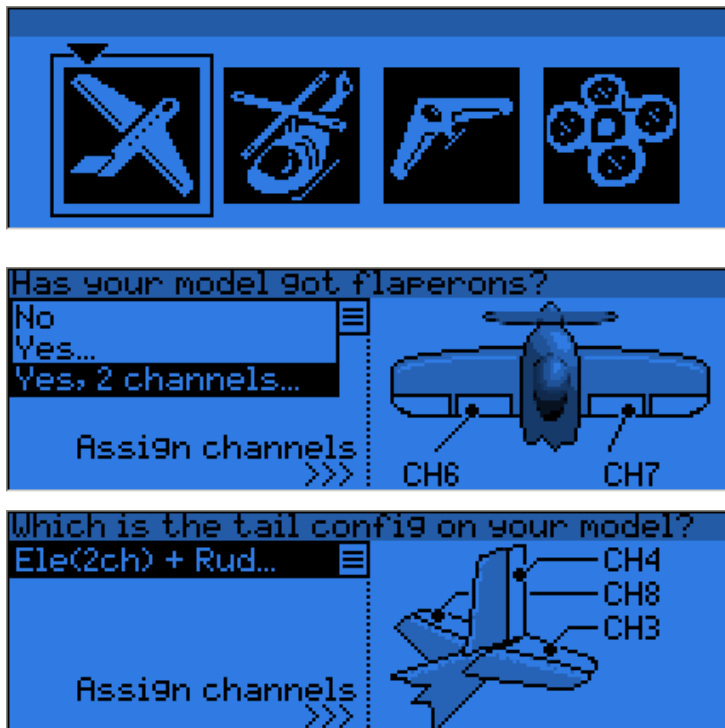 Has your model got flaperons?
No
Yes...
Yes, 2 channels...
Assign channels
>>>
CH6
CH7
Which is the tail config on your model?
Ele(2ch) + Rud...
CH4
CH8
CH3
Assign channels
>>>